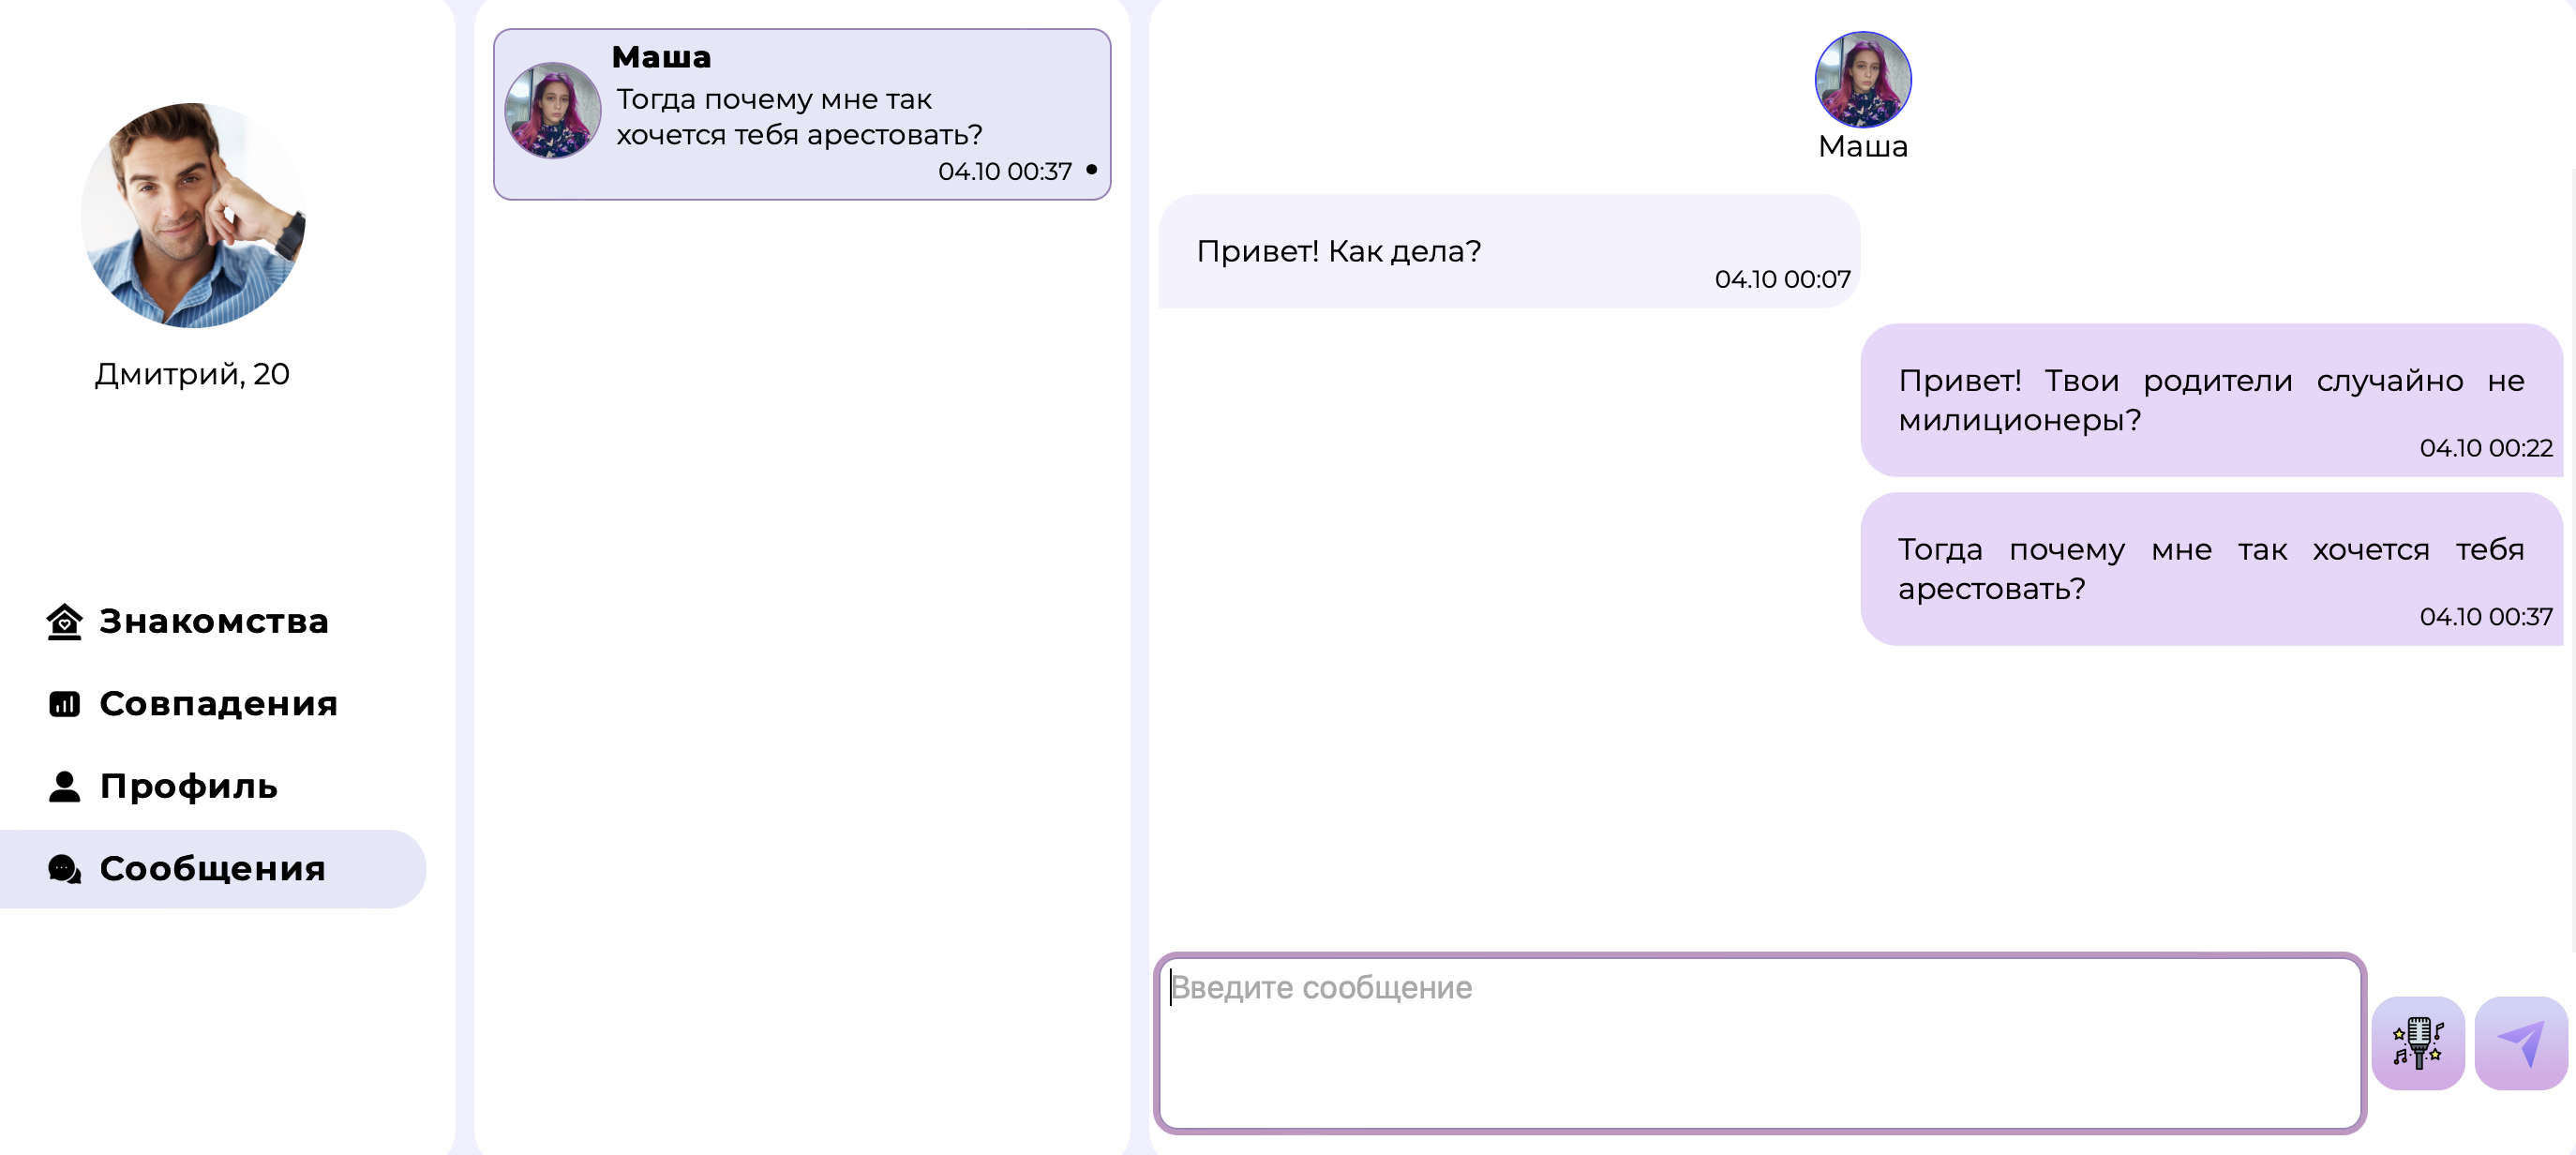 Дмитрий, 20
Знакомства
Совпадения
Профиль
Сообщения
Маша
Тогда почему мне так
хочется тебя арестовать?
04.10 00:37
Маша
Привет! Как дела?
04.10 00:07
Привет! Твои родители случайно не
милиционеры?
04.10 00:22
Тогда почему мне так хочется тебя
арестовать?
04.10 00:37
Введите сообщение